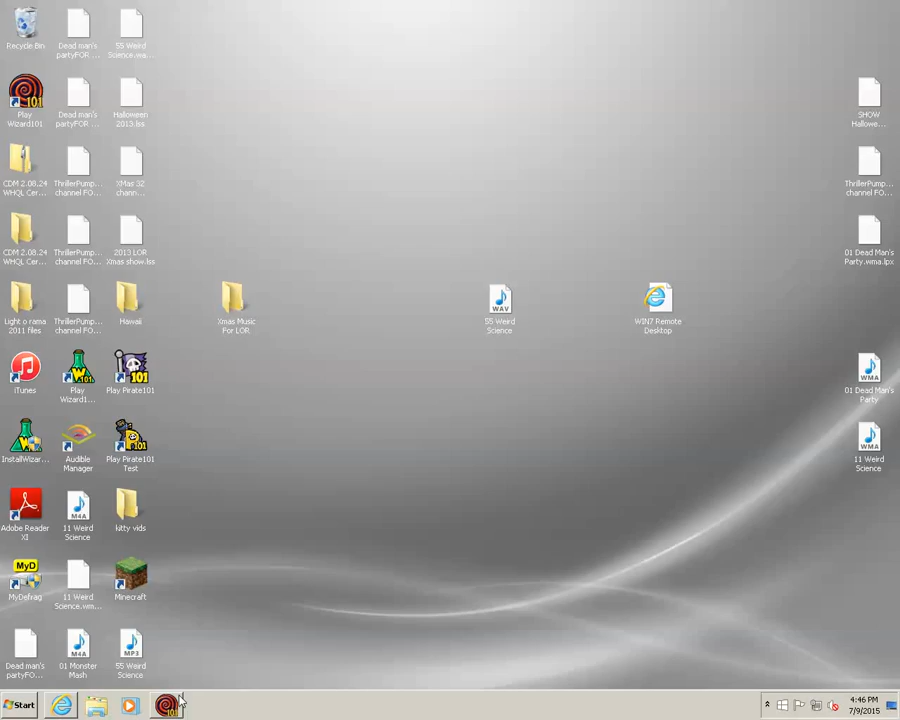 Recycle Bin
Dead man's
partyFOR ...
55 Weird
Science.wa...
Play
Wizard101
Dead man's
partyFOR ...
Halloween
2013.lss
SHOW
Hallowe...
CDM 2.08.24
WHQL Cer...
ThrillerPump...
channel FO...
XMas 32
chann...
ThrillerPump...
channel FO...
CDM 2.08.24
WHQL Cer...
ThrillerPump...
channel FO...
2013 LOR
Xmas show.lss
01 Dead Man's
Party.wma.lpx
Light o rama
2011 files
ThrillerPump...
channel FO...
Hawaii
Xmas Music
For LOR
WAV
55 Weird
Science
WIN7 Remote
Desktop
iTunes
Play
Wizard1...
Play Pirate101
WMA
01 Dead Man's
Party
InstallWizar...
Audible
Manager
Play Pirate101
Test
WMA
11 Weird
Science
Adobe Reader
XI
M4A
11 Weird
Science
kitty vids
MyD
MyDefrag
11 Weird
Science.wm...
Minecraft
Dead man's
partyFO...
M4A
01 Monster
Mash
MP3
55 Weird
Science
Start
4:46 PM
7/9/2015